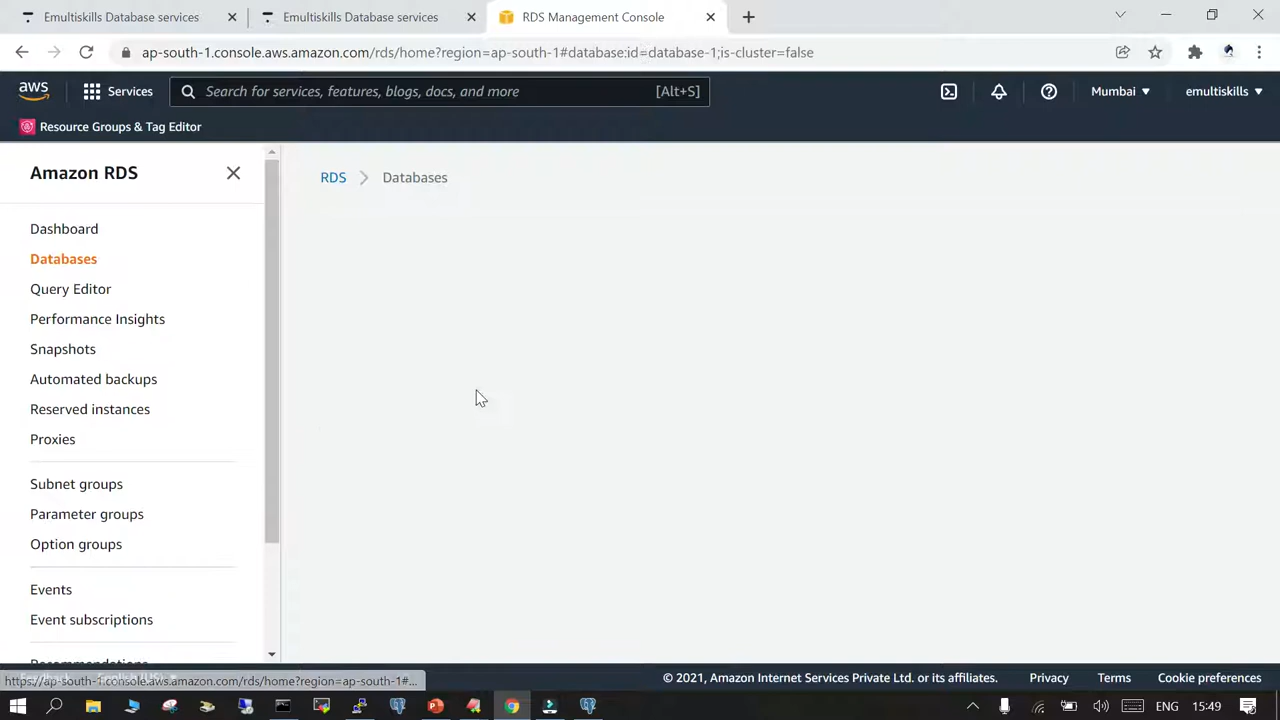 Emultiskills Database services
Emultiskills Database services
RDS Management Console
ap-south-1.console.aws.amazon.com/rds/home?region=ap-south-1#database:id=database-1;is-cluster=false
aws
Services
Search for services, features, blogs, docs, and more
[Alt+S]
Mumbai
emultiskills
Resource Groups & Tag Editor
Amazon RDS
RDS
Databases
Dashboard
Databases
Query Editor
Performance Insights
Snapshots
Automated backups
Reserved instances
Proxies
Subnet groups
Parameter groups
Option groups
Events
Event subscriptions
Recommendations
https://ap-south-1.console.aws.amazon.com/rds/home?region=ap-south-1#...
© 2021, Amazon Internet Services Private Ltd. or its affiliates.
Privacy
Terms
Cookie preferences
ENG
15:49